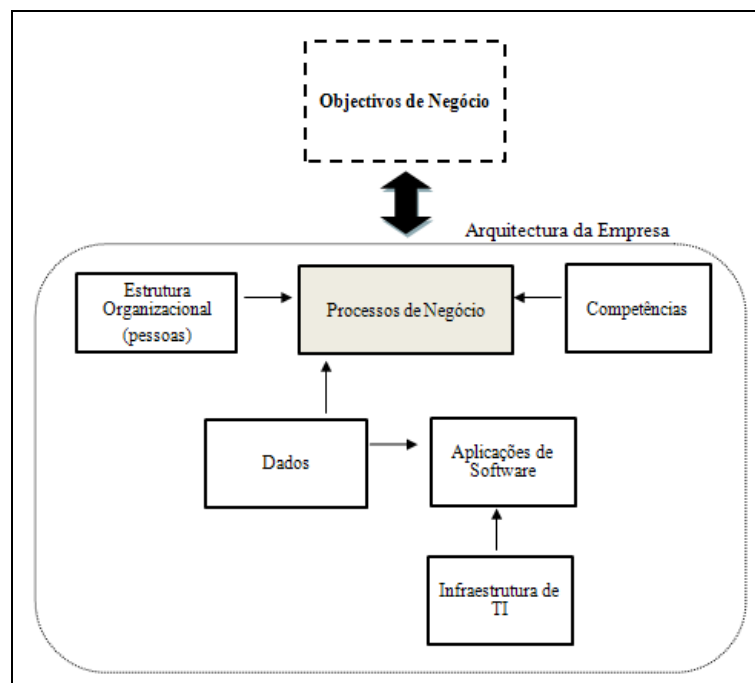 Objectivos de Negócio
Arquitectura da Empresa
Estrutura
Organizacional
(pessoas)
Processos de Negócio
Competências
Dados
Aplicações de
Software
Infraestrutura de
TI